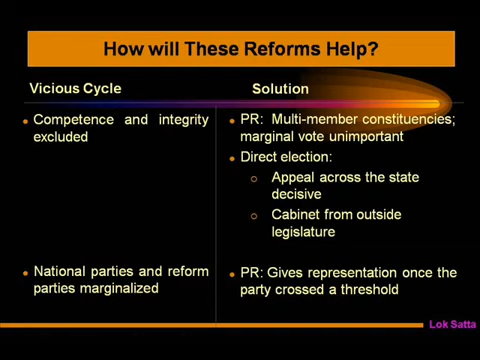 How will These Reforms Help?
Vicious Cycle
Solution
• Competence and integrity
excluded
• PR: Multi-member constituencies;
marginal vote unimportant
• Direct election:
o Appeal across the state
decisive
o Cabinet from outside
legislature
• National parties and reform
parties marginalized
• PR: Gives representation once the
party crossed a threshold
Lok Satta